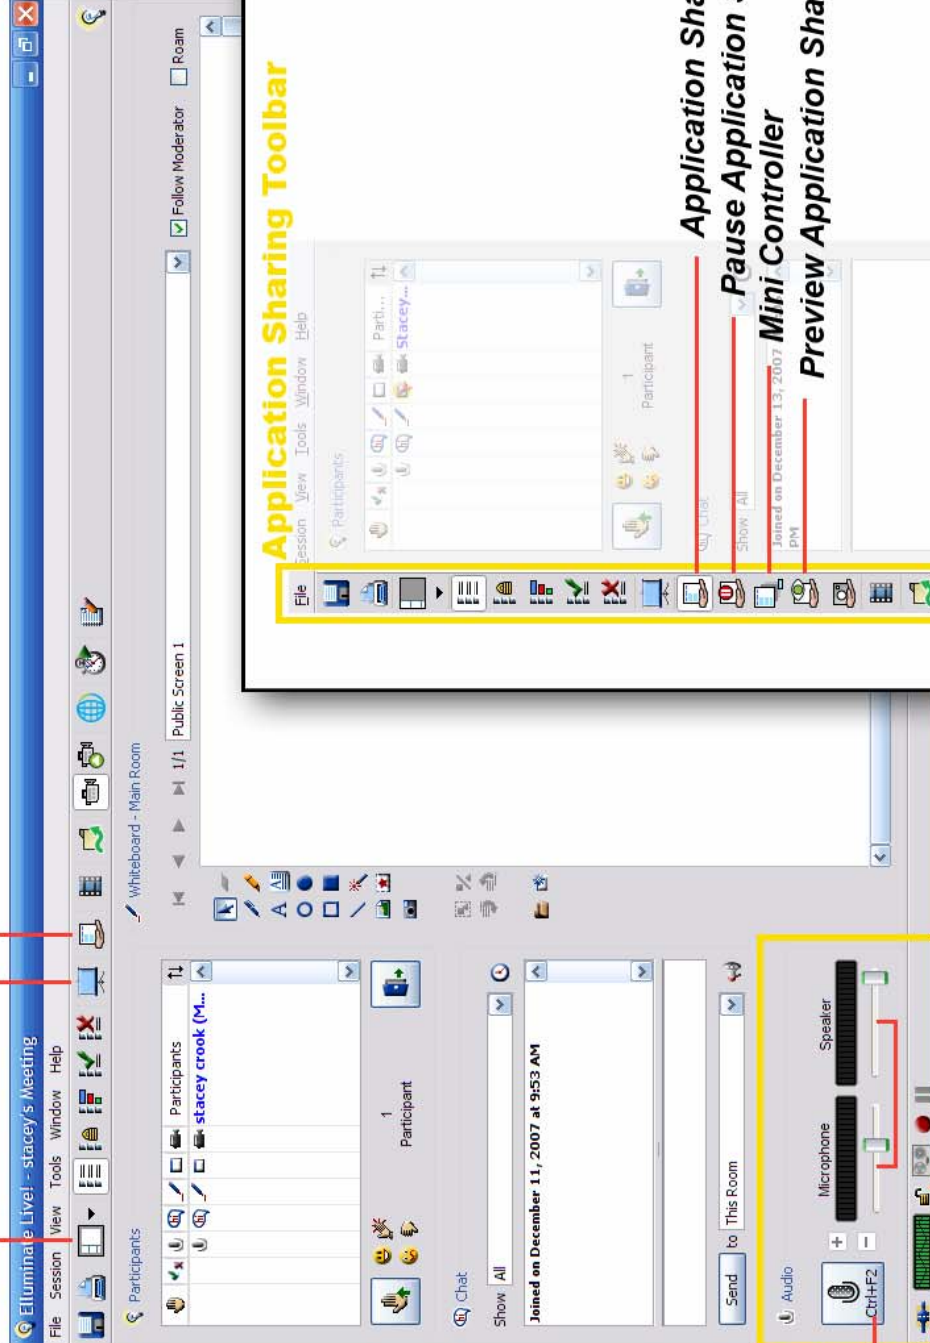 Elluminate Live! - stacey's Meeting
File Session View Tools Window Help
Participants
Participants
stacey crook (M...
1
Participant
Chat
Show All
Joined on December 11, 2007 at 9:53 AM
Send to This Room
Audio
Microphone Speaker
Ctrl+F2
Whiteboard - Main Room
1/1 Public Screen 1 Follow Moderator Roam
Application Sharing Toolbar
File Session View Tools Window Help
Participants
Parti...
Stacey...
1
Participant
Chat
Show All
Joined on December 13, 2007
PM
Application Sha
Pause Application
Mini Controller
Preview Application Sha